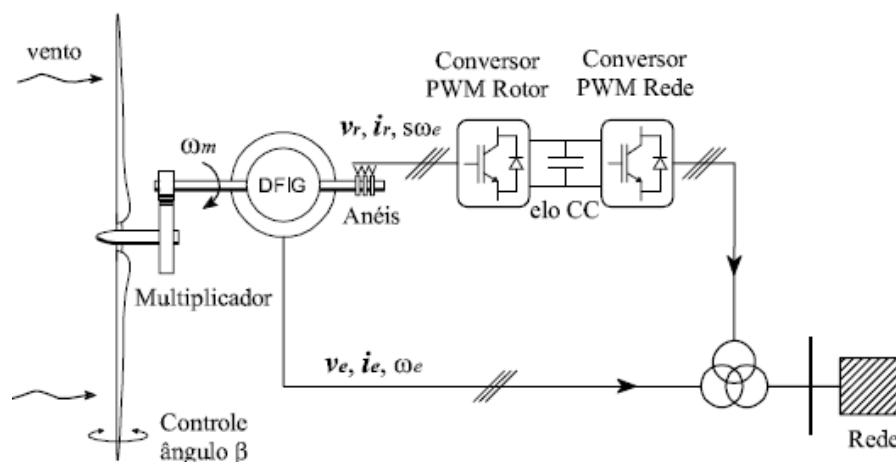 vento
Conversor
PWM Rotor
Conversor
PWM Rede
vr, ir, sωe
ωm
DFIG
Anéis
elo CC
Multiplicador
ve, ie, ωe
Controle
ângulo β
Rede